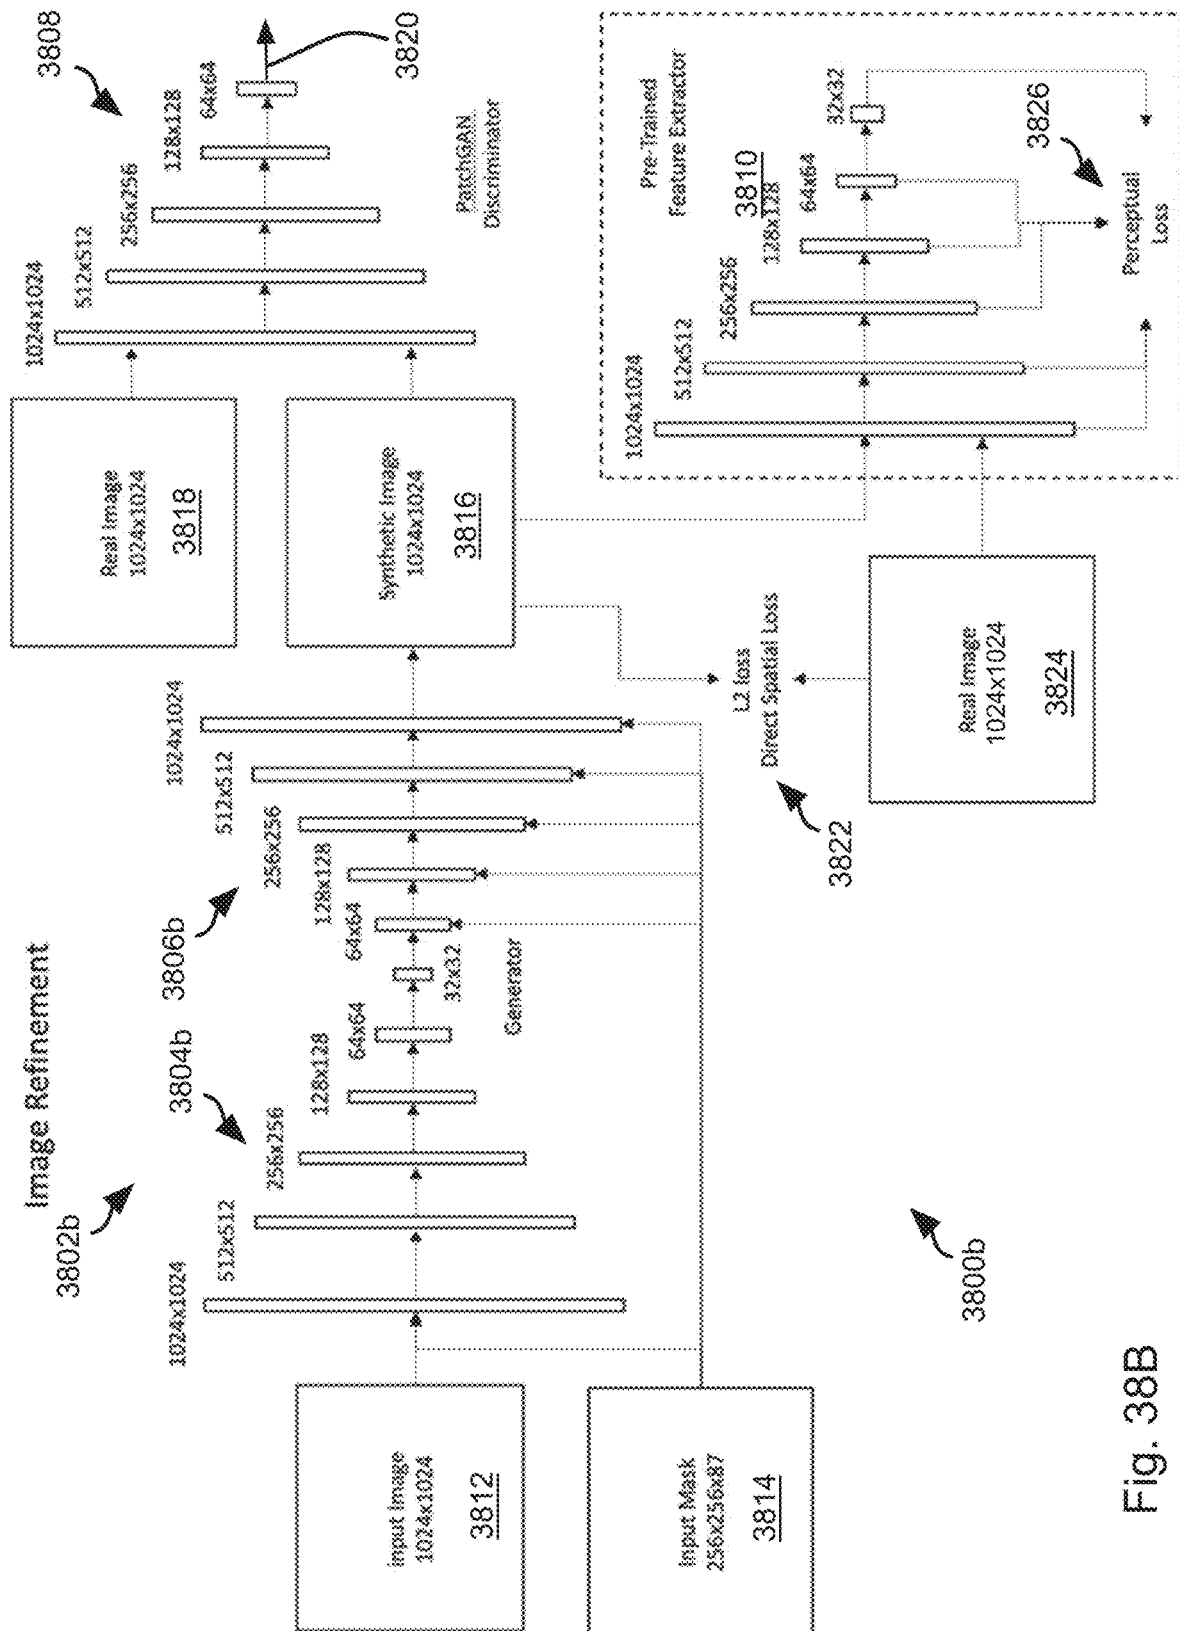 Image Refinement
3802b
3804b
3806b
1024x1024
512x512
256x256
128x128
64x64
32x32
64x64
128x128
256x256
512x512
1024x1024
Generator
Input Image
1024x1024
3812
Input Mask
256x256x87
3814
Real Image
1024x1024
3818
Synthetic Image
1024x1024
3816
3808
1024x1024
512x512
256x256
128x128
64x64
3820
PatchGAN
Discriminator
L2 loss
Direct Spatial Loss
3822
Real Image
1024x1024
3824
Pre-Trained
Feature Extractor
3810
1024x1024
512x512
256x256
128x128
64x64
32x32
3826
Perceptual
Loss
3800b
Fig. 38B